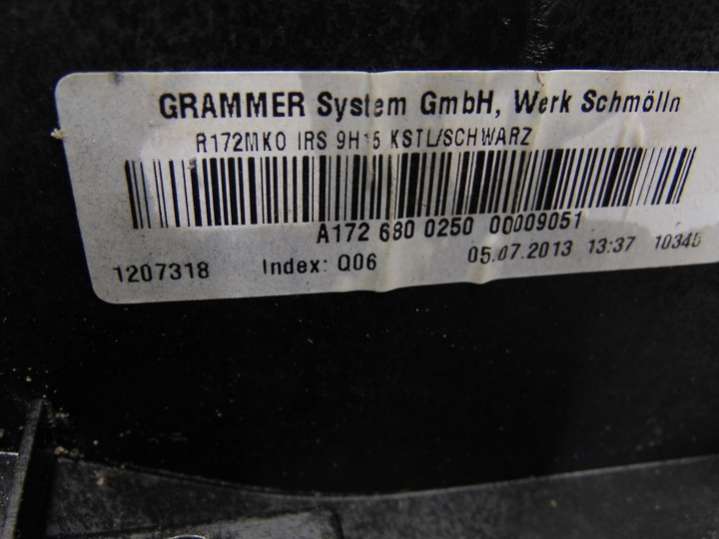 GRAMMER System GmbH, Werk Schmölln
R172MKO IRS 9H15 KSTL/SCHWARZ
A172 680 0250 00009051
1207318 Index: Q06 05.07.2013 13:37